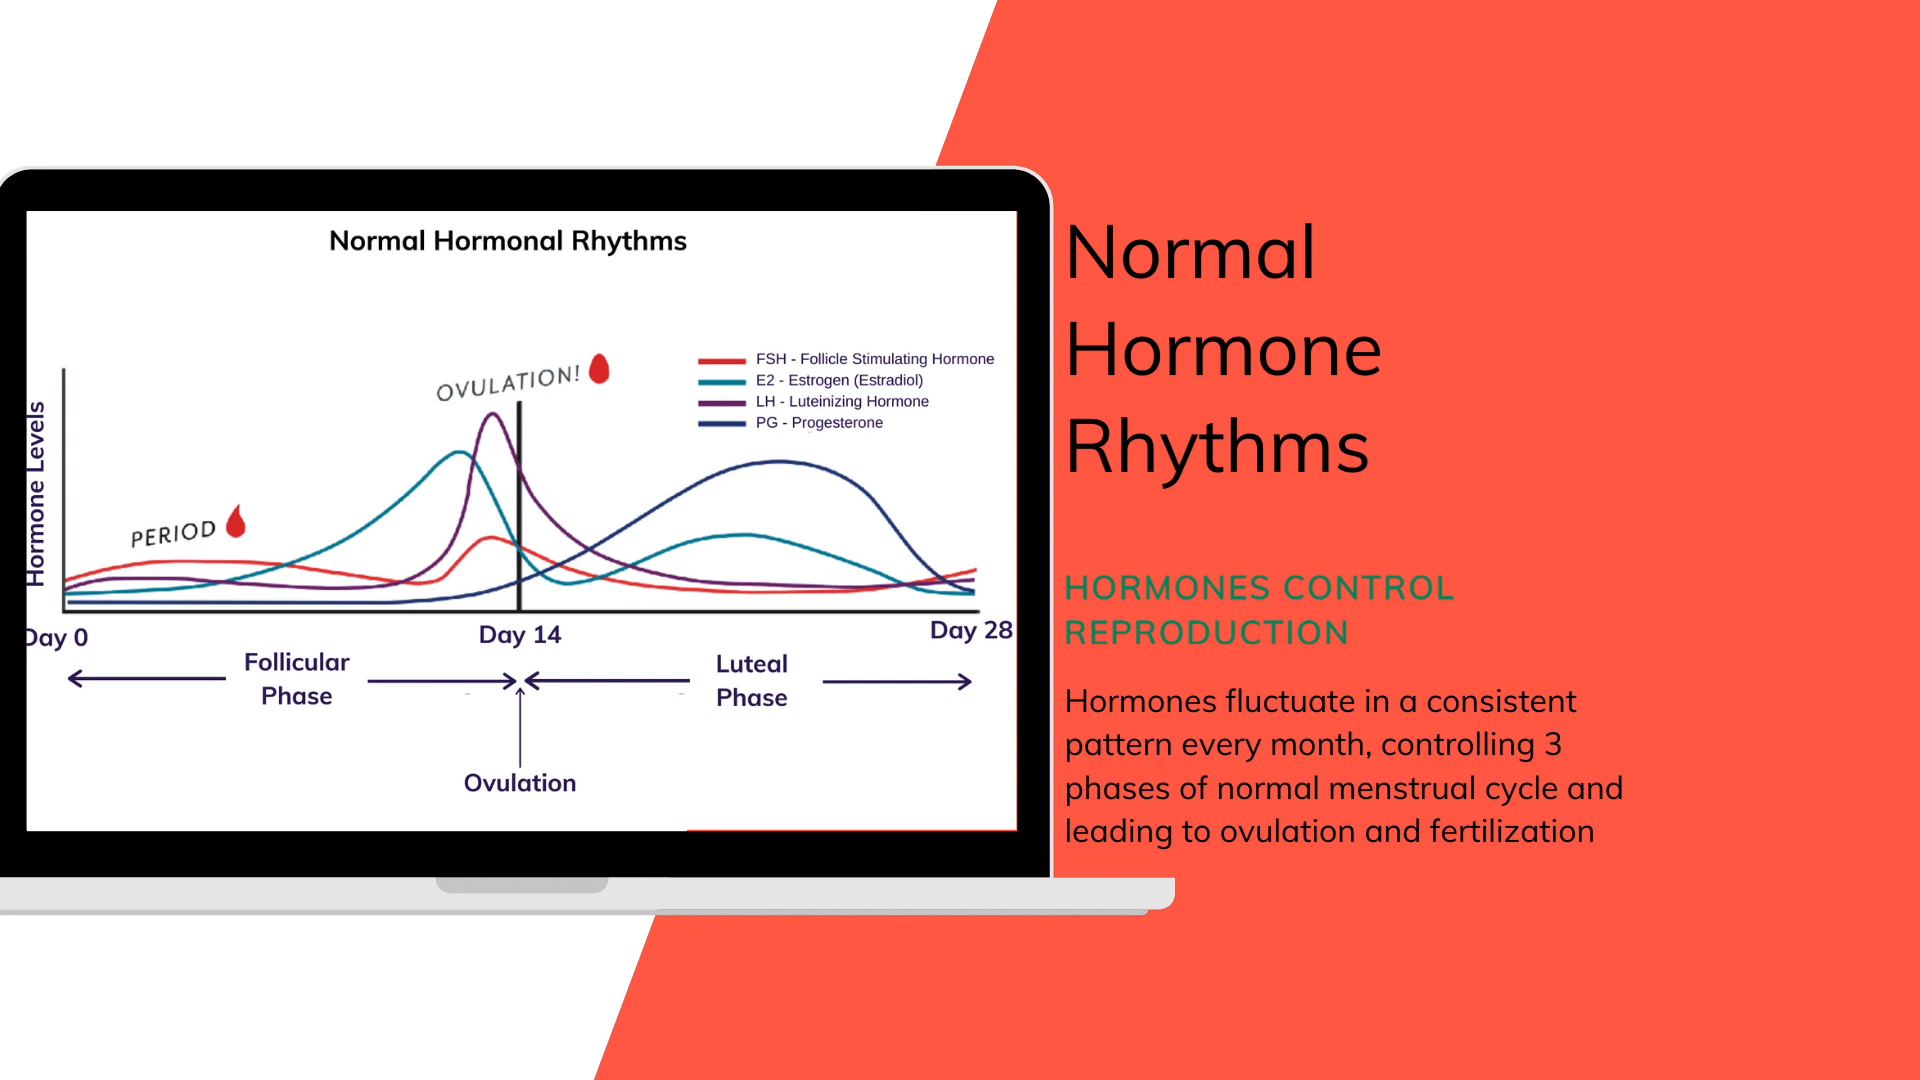 Normal Hormonal Rhythms
FSH - Follicle Stimulating Hormone
E2 - Estrogen (Estradiol)
LH - Luteinizing Hormone
PG - Progesterone
OVULATION!
PERIOD
Hormone Levels
Day 0
Day 14
Day 28
Follicular
Phase
Luteal
Phase
Ovulation
Normal
Hormone
Rhythms
HORMONES CONTROL
REPRODUCTION
Hormones fluctuate in a consistent
pattern every month, controlling 3
phases of normal menstrual cycle and
leading to ovulation and fertilization